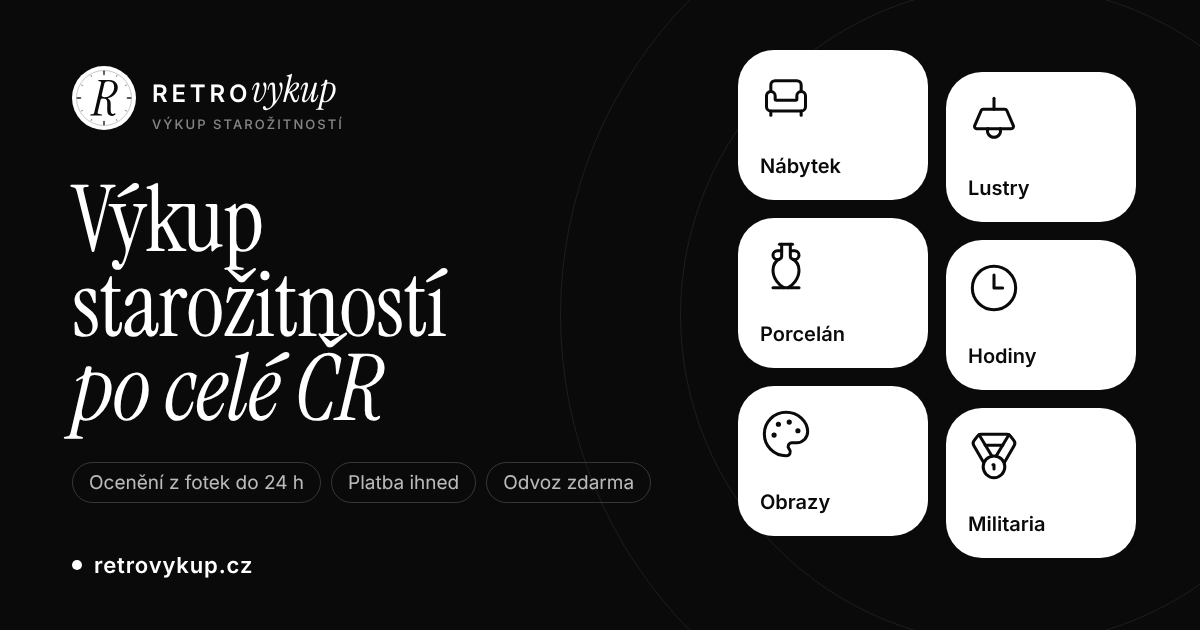 R
RETROvykup
VÝKUP STAROŽITNOSTÍ
Výkup
starožitností
po celé ČR
Ocenění z fotek do 24 h
Platba ihned
Odvoz zdarma
retrovykup.cz
Nábytek
Lustry
Porcelán
Hodiny
Obrazy
1
Militaria